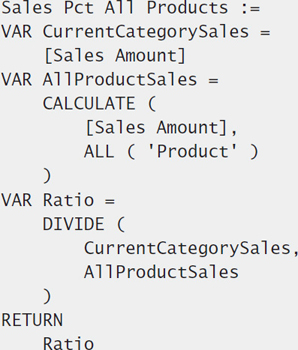 Sales Pct All Products :=
VAR CurrentCategorySales =
    [Sales Amount]
VAR AllProductSales =
    CALCULATE (
        [Sales Amount],
        ALL ( 'Product' )
    )
VAR Ratio =
    DIVIDE (
        CurrentCategorySales,
        AllProductSales
    )
RETURN
    Ratio